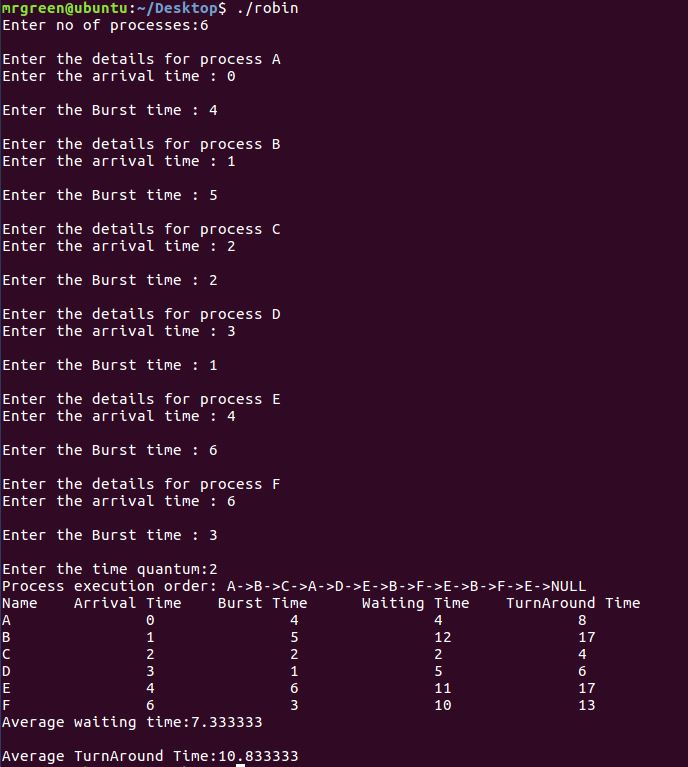 mrgreen@ubuntu:~/Desktop$ ./robin
Enter no of processes:6
Enter the details for process A
Enter the arrival time : 0
Enter the Burst time : 4
Enter the details for process B
Enter the arrival time : 1
Enter the Burst time : 5
Enter the details for process C
Enter the arrival time : 2
Enter the Burst time : 2
Enter the details for process D
Enter the arrival time : 3
Enter the Burst time : 1
Enter the details for process E
Enter the arrival time : 4
Enter the Burst time : 6
Enter the details for process F
Enter the arrival time : 6
Enter the Burst time : 3
Enter the time quantum:2
Process execution order: A->B->C->A->D->E->B->F->E->B->F->E->NULL
Name    Arrival Time    Burst Time      Waiting Time    TurnAround Time
A               0               4               4               8
B               1               5               12              17
C               2               2               2               4
D               3               1               5               6
E               4               6               11              17
F               6               3               10              13
Average waiting time:7.333333
Average TurnAround Time:10.833333